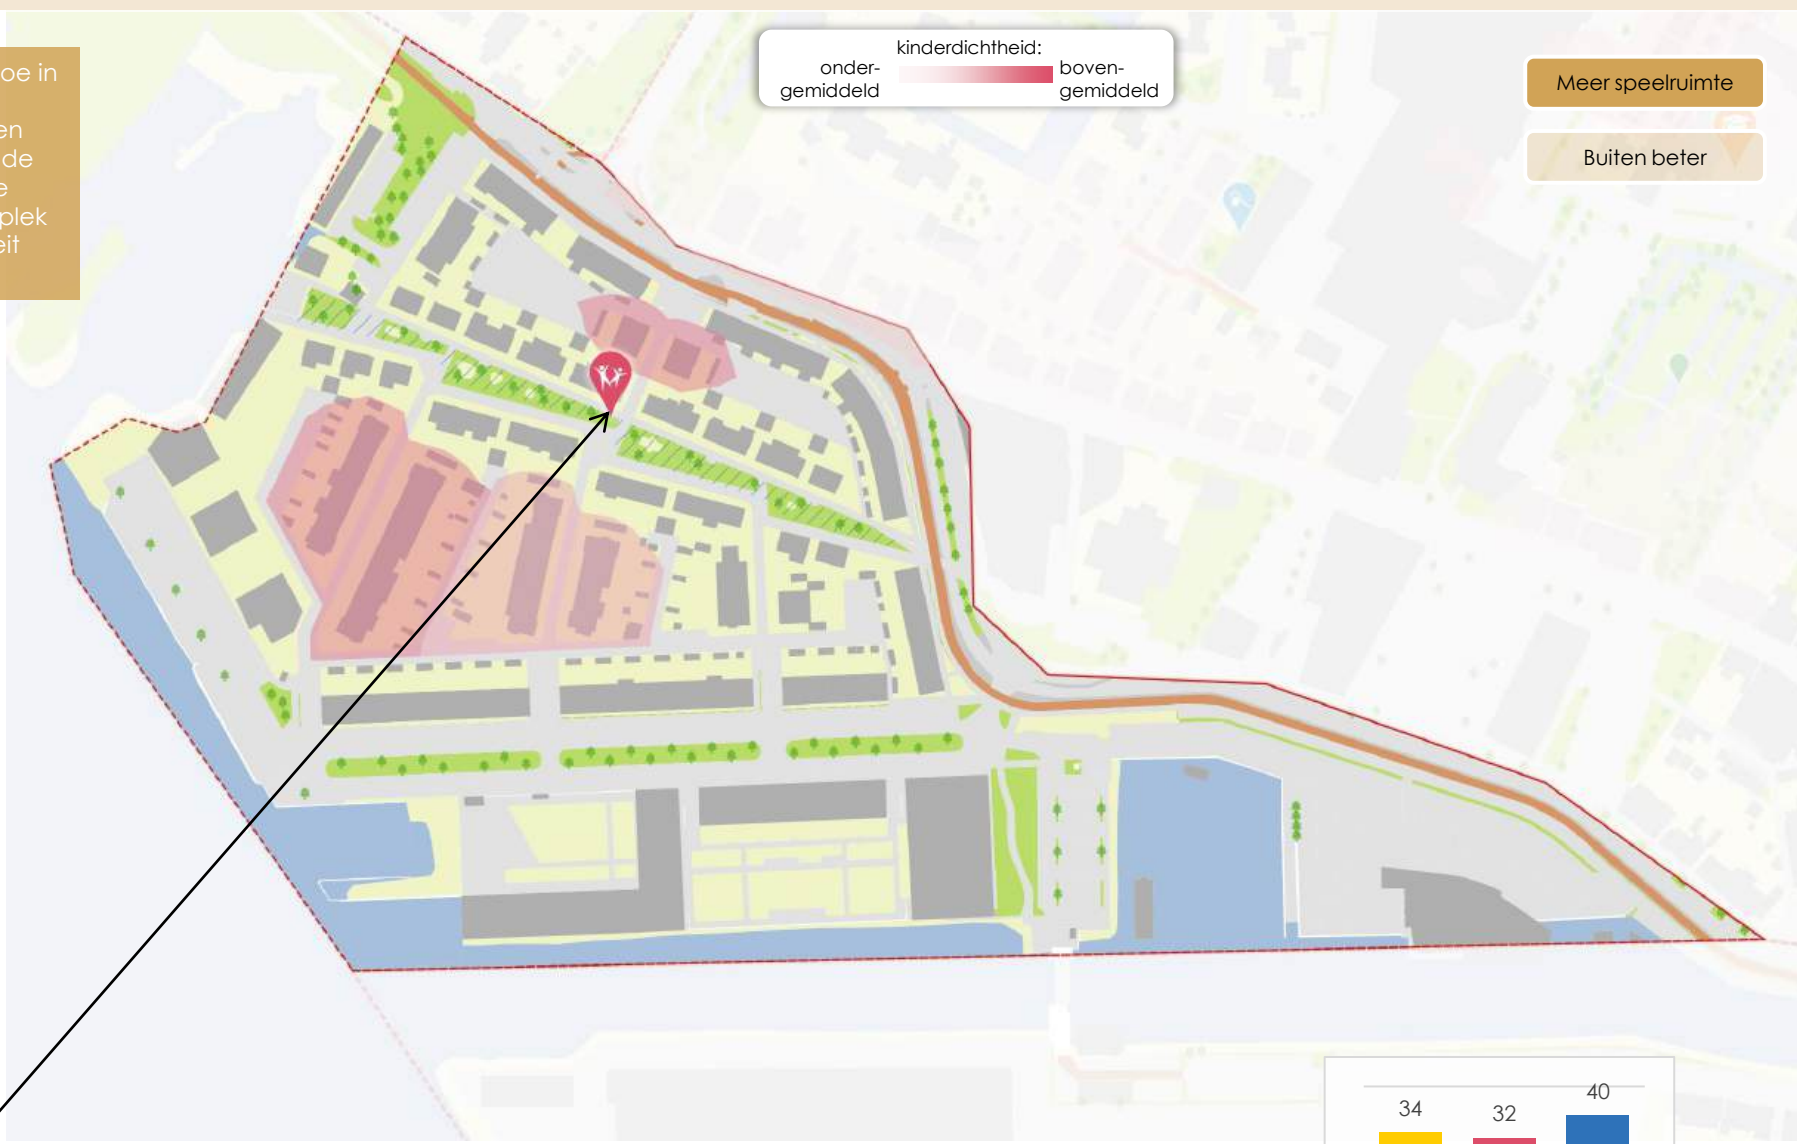 oe in
en
de
e
plek
eit
kinderdichtheid:
onder-
gemiddeld
boven-
gemiddeld
Meer speelruimte
Buiten beter
34
32
40